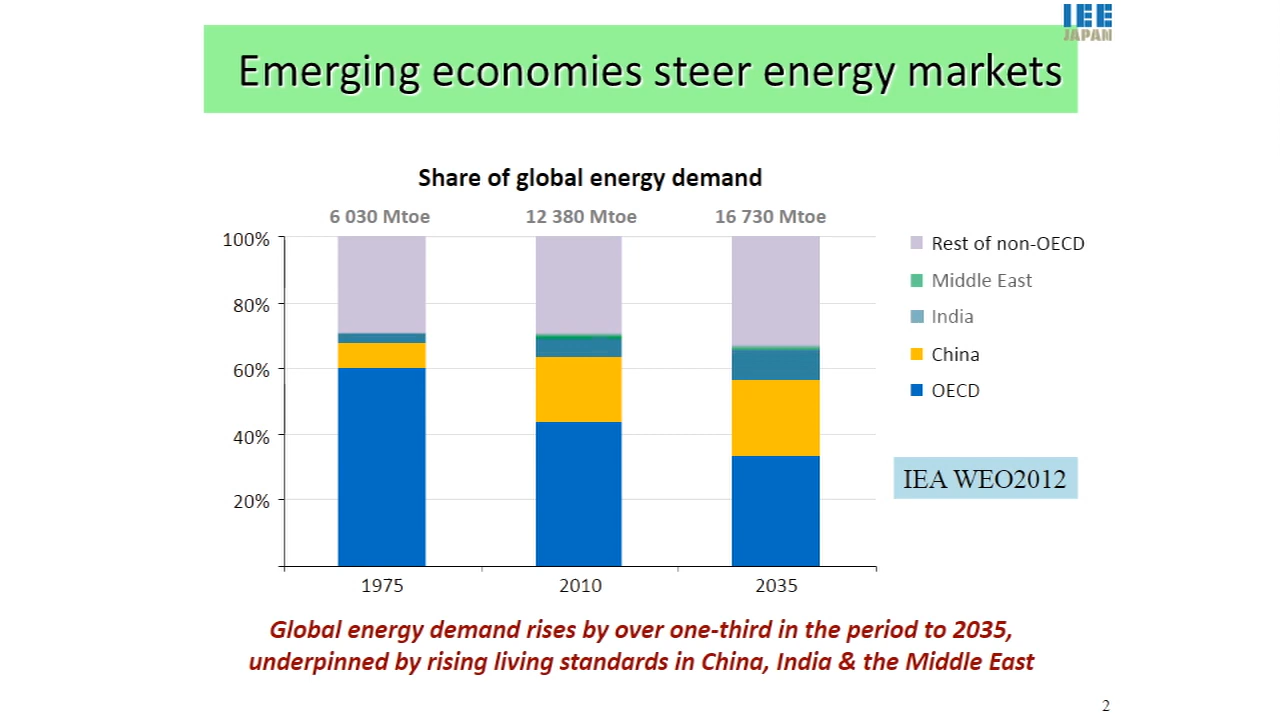 IEE
JAPAN
Emerging economies steer energy markets
Share of global energy demand
6 030 Mtoe
12 380 Mtoe
16 730 Mtoe
100%
80%
60%
40%
20%
1975
2010
2035
Rest of non-OECD
Middle East
India
China
OECD
IEA WEO2012
Global energy demand rises by over one-third in the period to 2035,
underpinned by rising living standards in China, India & the Middle East
2